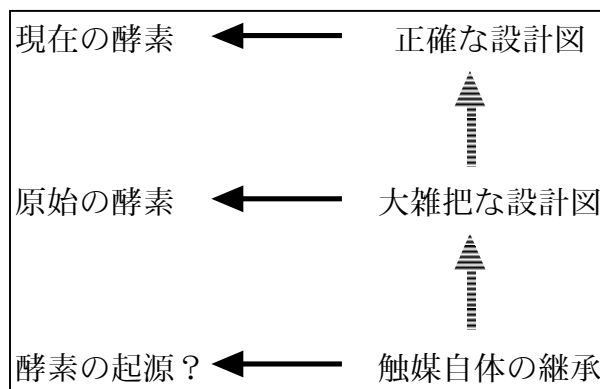 現在の酵素 正確な設計図
原始の酵素 大雑把な設計図
酵素の起源？ 触媒自体の継承